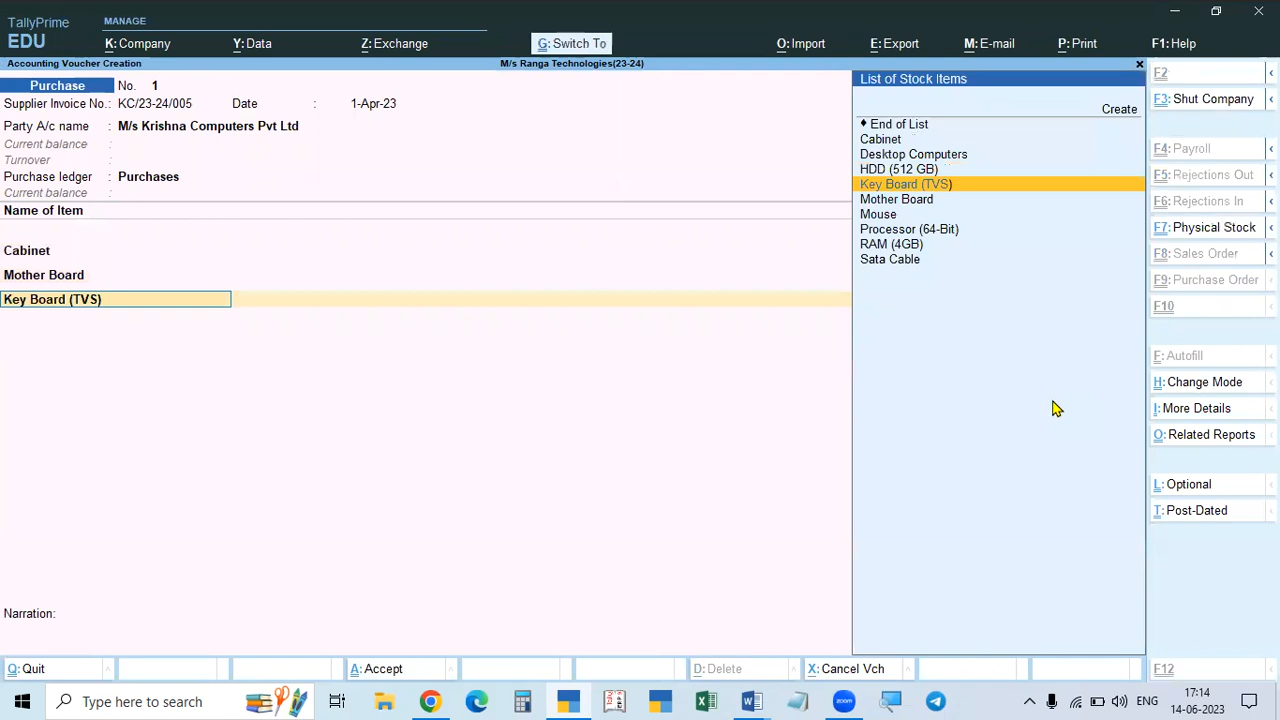 TallyPrime
EDU
MANAGE
K: Company
Y: Data
Z: Exchange
G: Switch To
O: Import
E: Export
M: E-mail
P: Print
F1: Help
Accounting Voucher Creation
M/s Ranga Technologies(23-24)
Purchase No. 1
Supplier Invoice No.: KC/23-24/005 Date : 1-Apr-23
Party A/c name : M/s Krishna Computers Pvt Ltd
Current balance :
Turnover :
Purchase ledger : Purchases
Current balance :
Name of Item
Cabinet
Mother Board
Key Board (TVS)
Narration:
List of Stock Items
Create
♦ End of List
Cabinet
Desktop Computers
HDD (512 GB)
Key Board (TVS)
Mother Board
Mouse
Processor (64-Bit)
RAM (4GB)
Sata Cable
F2
F3: Shut Company
F4: Payroll
F5: Rejections Out
F6: Rejections In
F7: Physical Stock
F8: Sales Order
F9: Purchase Order
F10
F: Autofill
H: Change Mode
I: More Details
O: Related Reports
L: Optional
T: Post-Dated
F12
Q: Quit
A: Accept
D: Delete
X: Cancel Vch
Type here to search
ENG
17:14
14-06-2023
zoom